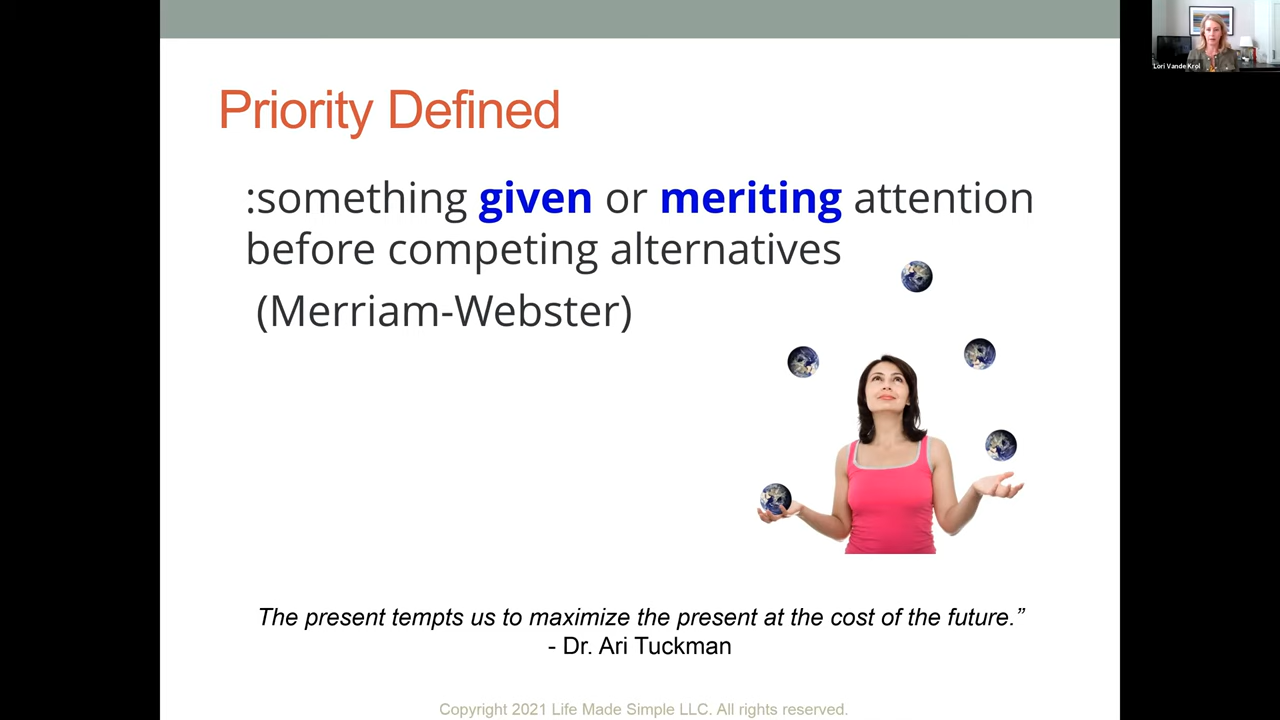 Priority Defined
:something given or meriting attention
before competing alternatives
(Merriam-Webster)
The present tempts us to maximize the present at the cost of the future.”
- Dr. Ari Tuckman
Copyright 2021 Life Made Simple LLC. All rights reserved.
Lori Vande Krol